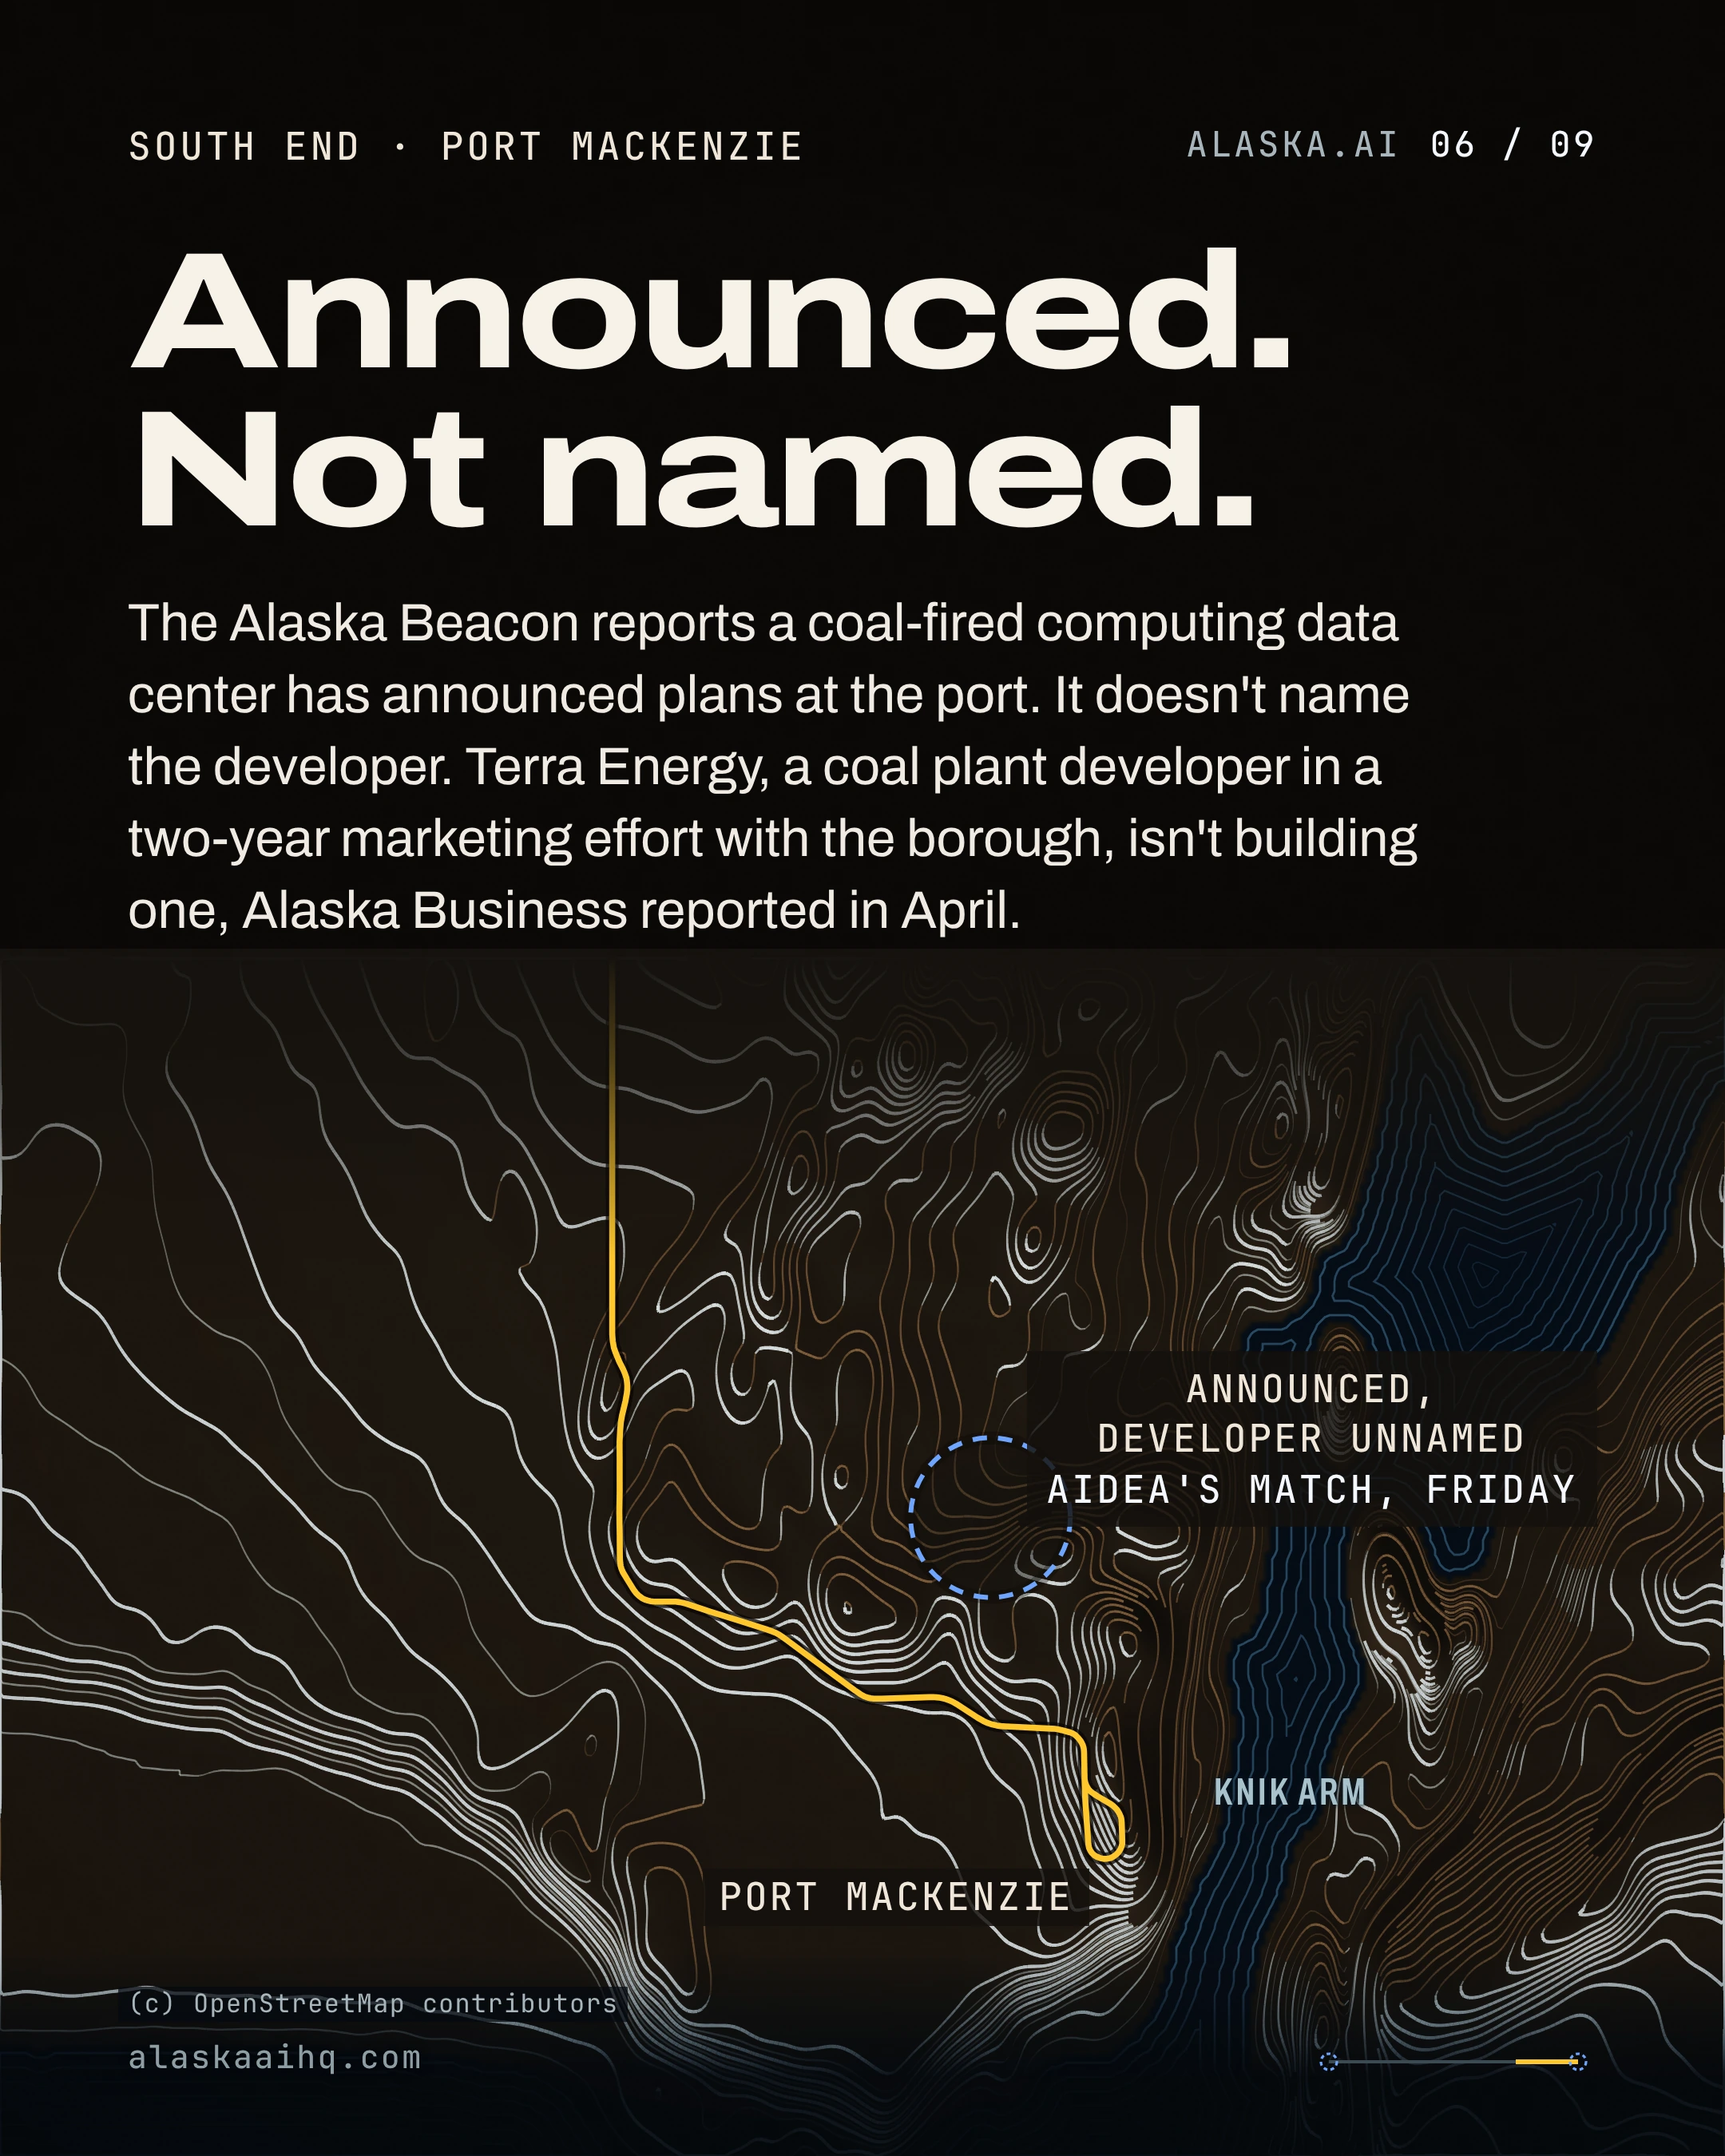 SOUTH END · PORT MACKENZIE
ALASKA.AI 06 / 09
Announced.
Not named.
The Alaska Beacon reports a coal-fired computing data
center has announced plans at the port. It doesn't name
the developer. Terra Energy, a coal plant developer in a
two-year marketing effort with the borough, isn't building
one, Alaska Business reported in April.
ANNOUNCED,
DEVELOPER UNNAMED
AIDEA'S MATCH, FRIDAY
KNIK ARM
PORT MACKENZIE
(c) OpenStreetMap contributors
alaskaaihq.com